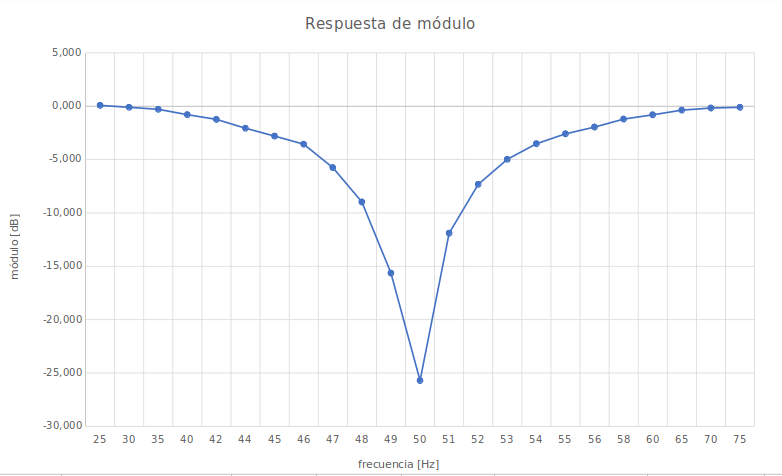 Respuesta de módulo
5,000
0,000
-5,000
-10,000
-15,000
-20,000
-25,000
-30,000
módulo [dB]
25 30 35 40 42 44 45 46 47 48 49 50 51 52 53 54 55 56 58 60 65 70 75
frecuencia [Hz]